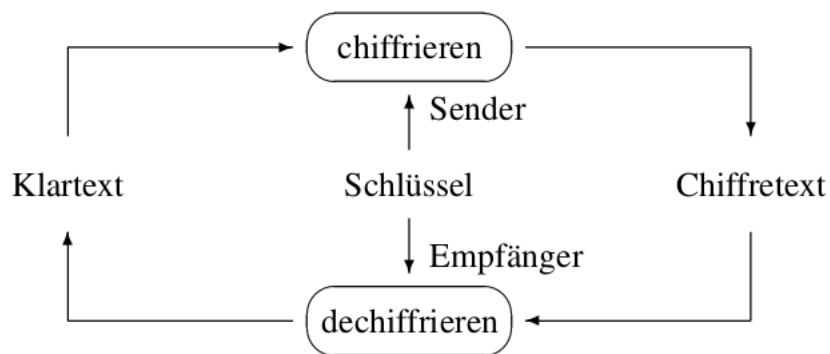 chiffrieren
Sender
Klartext Schlüssel Chiffretext
Empfänger
dechiffrieren